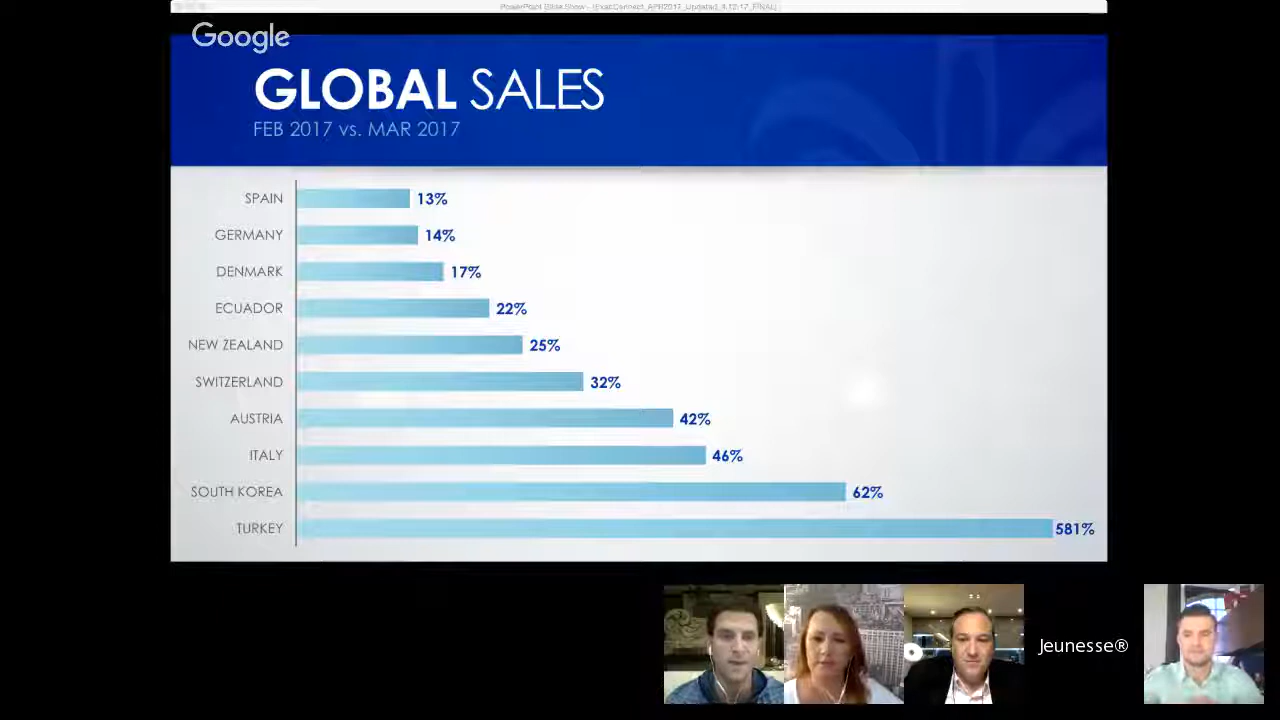 Google
GLOBAL SALES
FEB 2017 vs. MAR 2017
SPAIN 13%
GERMANY 14%
DENMARK 17%
ECUADOR 22%
NEW ZEALAND 25%
SWITZERLAND 32%
AUSTRIA 42%
ITALY 46%
SOUTH KOREA 62%
TURKEY 581%
Jeunesse®